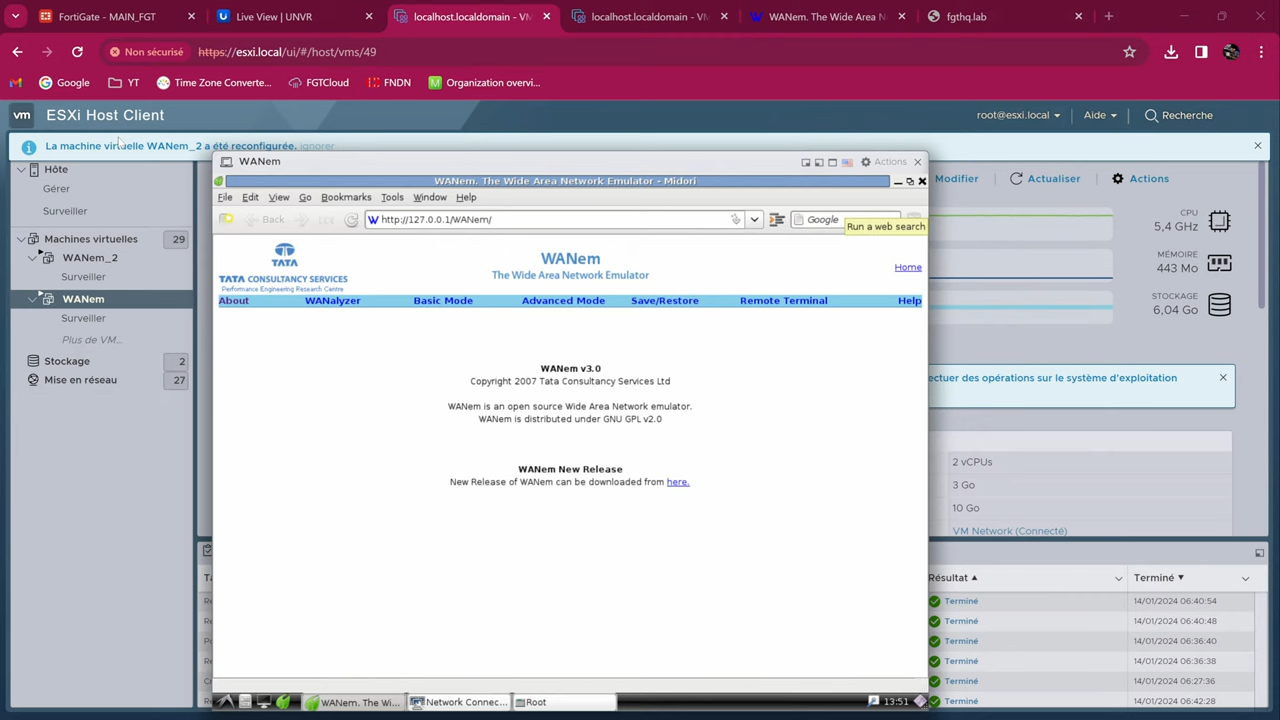 FortiGate - MAIN_FGT
Live View | UNVR
localhost.localdomain - VM
localhost.localdomain - VM
WANem. The Wide Area N
fgthq.lab
Non sécurisé
https://esxi.local/ui/#/host/vms/49
Google
YT
Time Zone Converte...
FGTCloud
FNDN
Organization overvi...
vm
ESXi Host Client
root@esxi.local
Aide
Recherche
La machine virtuelle WANem_2 a été reconfigurée. ignorer
Hôte
Gérer
Surveiller
Machines virtuelles
29
WANem_2
Surveiller
WANem
Surveiller
Plus de VM...
Stockage
2
Mise en réseau
27
WANem
Actions
WANem. The Wide Area Network Emulator - Midori
File
Edit
View
Go
Bookmarks
Tools
Window
Help
Back
http://127.0.0.1/WANem/
Google
Run a web search
TATA
TATA CONSULTANCY SERVICES
Performance Engineering Research Centre
WANem
The Wide Area Network Emulator
Home
About
WANalyzer
Basic Mode
Advanced Mode
Save/Restore
Remote Terminal
Help
WANem v3.0
Copyright 2007 Tata Consultancy Services Ltd
WANem is an open source Wide Area Network emulator.
WANem is distributed under GNU GPL v2.0
WANem New Release
New Release of WANem can be downloaded from here.
WANem. The Wi...
Network Connec...
Root
13:51
Modifier
Actualiser
Actions
CPU
5,4 GHz
MÉMOIRE
443 Mo
STOCKAGE
6,04 Go
ectuer des opérations sur le système d'exploitation
2 vCPUs
3 Go
10 Go
VM Network (Connecté)
Résultat
Terminé
Terminé
14/01/2024 06:40:54
Terminé
14/01/2024 06:40:48
Terminé
14/01/2024 06:36:40
Terminé
14/01/2024 06:36:38
Terminé
14/01/2024 06:27:36
Terminé
14/01/2024 06:42:28